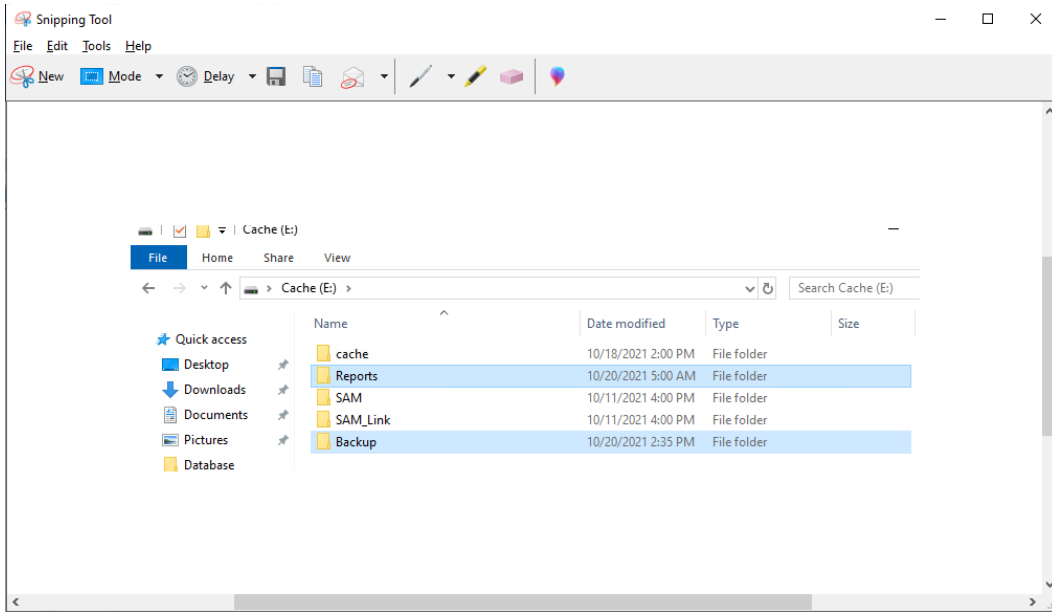 Snipping Tool
File Edit Tools Help
New Mode Delay
Cache (E:)
File Home Share View
Cache (E:) Search Cache (E:)
Name Date modified Type Size
Quick access
Desktop
Downloads
Documents
Pictures
Database
cache 10/18/2021 2:00 PM File folder
Reports 10/20/2021 5:00 AM File folder
SAM 10/11/2021 4:00 PM File folder
SAM_Link 10/11/2021 4:00 PM File folder
Backup 10/20/2021 2:35 PM File folder